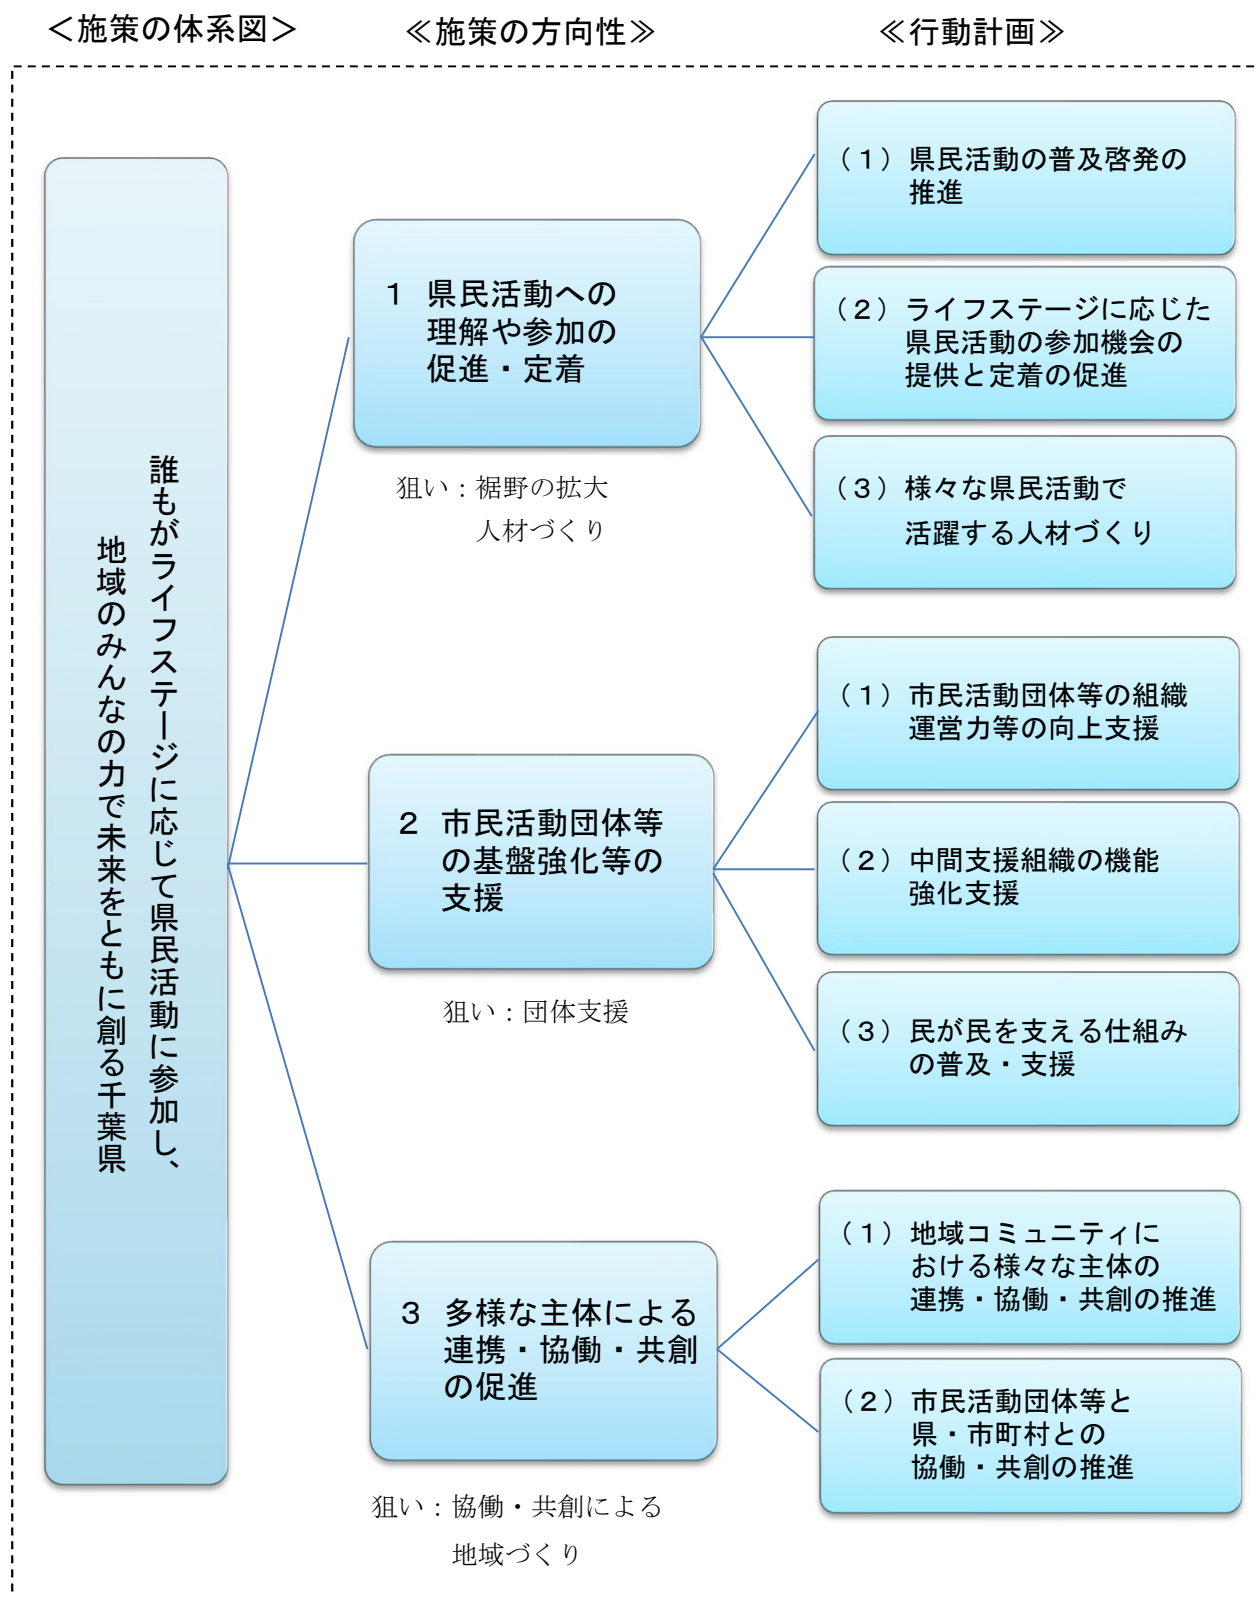 ＜施策の体系図＞
≪施策の方向性≫
≪行動計画≫
誰もがライフステージに応じて県民活動に参加し、
地域のみんなの力で未来をともに創る千葉県
１ 県民活動への
理解や参加の
促進・定着
狙い：裾野の拡大
人材づくり
（１）県民活動の普及啓発の
推進
（２）ライフステージに応じた
県民活動の参加機会の
提供と定着の促進
（３）様々な県民活動で
活躍する人材づくり
２ 市民活動団体等
の基盤強化等の
支援
狙い：団体支援
（１）市民活動団体等の組織
運営力等の向上支援
（２）中間支援組織の機能
強化支援
（３）民が民を支える仕組み
の普及・支援
３ 多様な主体による
連携・協働・共創
の促進
狙い：協働・共創による
地域づくり
（１）地域コミュニティに
おける様々な主体の
連携・協働・共創の推進
（２）市民活動団体等と
県・市町村との
協働・共創の推進